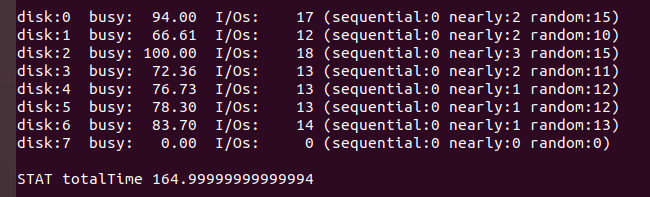 disk:0  busy:  94.00  I/Os:    17 (sequential:0 nearly:2 random:15)
disk:1  busy:  66.61  I/Os:    12 (sequential:0 nearly:2 random:10)
disk:2  busy: 100.00  I/Os:    18 (sequential:0 nearly:3 random:15)
disk:3  busy:  72.36  I/Os:    13 (sequential:0 nearly:2 random:11)
disk:4  busy:  76.73  I/Os:    13 (sequential:0 nearly:1 random:12)
disk:5  busy:  78.30  I/Os:    13 (sequential:0 nearly:1 random:12)
disk:6  busy:  83.70  I/Os:    14 (sequential:0 nearly:1 random:13)
disk:7  busy:   0.00  I/Os:     0 (sequential:0 nearly:0 random:0)
STAT totalTime 164.99999999999994